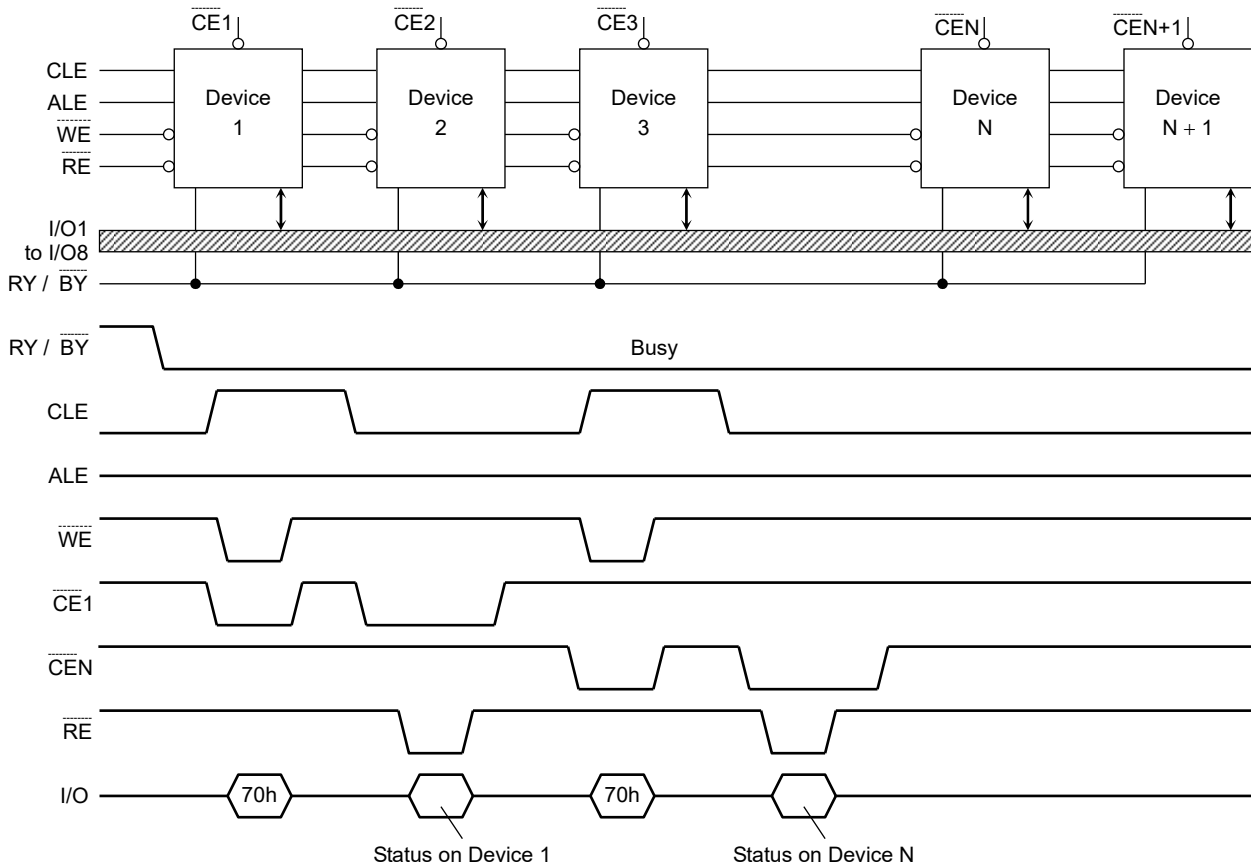 CE1 CE2 CE3 CEN CEN+1
CLE
ALE
WE
RE
Device
1
Device
2
Device
3
Device
N
Device
N + 1
I/O1
to I/O8
RY / BY
RY / BY
Busy
CLE
ALE
WE
CE1
CEN
RE
I/O
70h
70h
Status on Device 1
Status on Device N